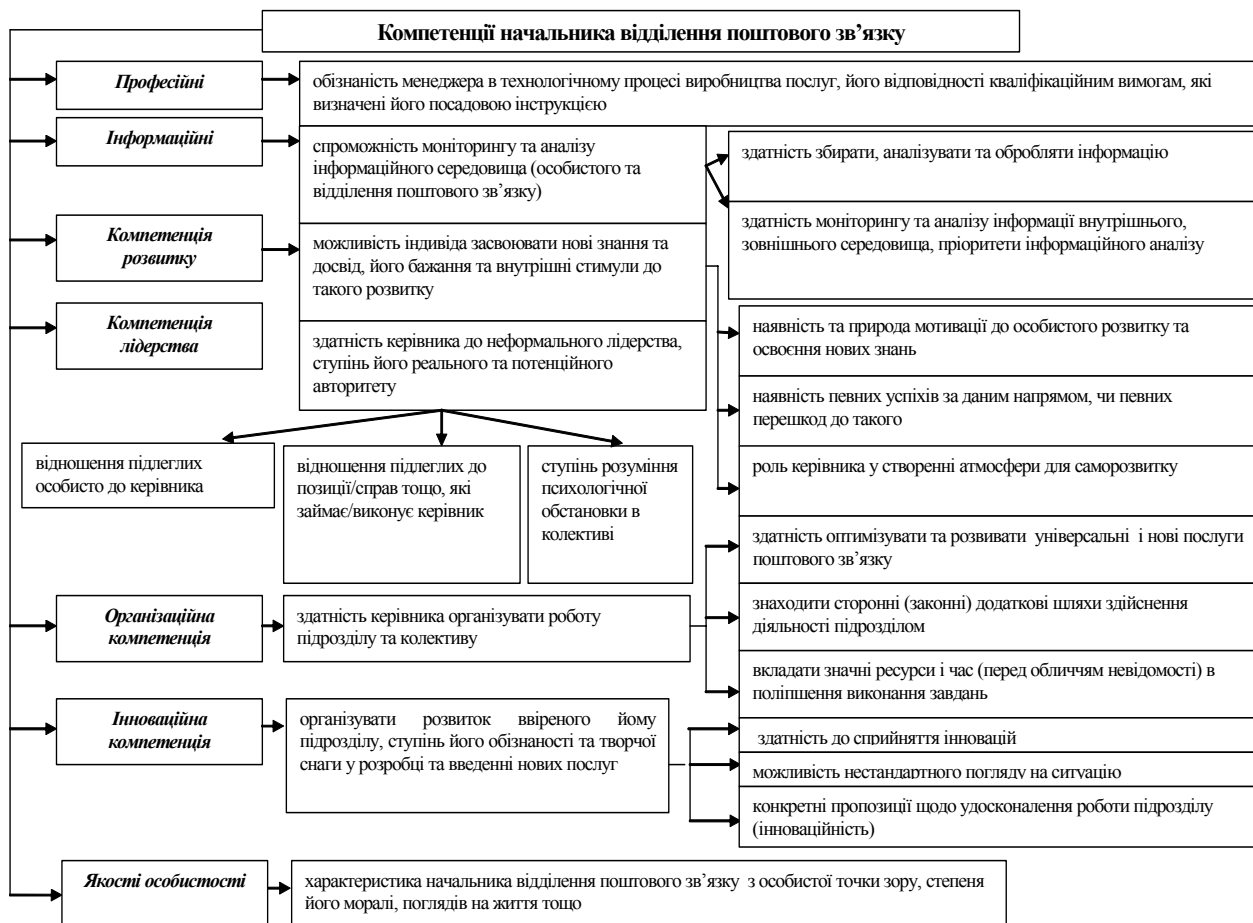 Компетенції начальника відділення поштового зв’язку
Професійні
обізнаність менеджера в технологічному процесі виробництва послуг, його відповідності кваліфікаційним вимогам, які
визначені його посадовою інструкцією
Інформаційні
спроможність моніторингу та аналізу
інформаційного середовища (особистого та
відділення поштового зв’язку)
здатність збирати, аналізувати та обробляти інформацію
здатність моніторингу та аналізу інформації внутрішнього,
зовнішнього середовища, пріоритети інформаційного аналізу
Компетенція
розвитку
можливість індивіда засвоювати нові знання та
досвід, його бажання та внутрішні стимули до
такого розвитку
наявність та природа мотивації до особистого розвитку та
освоєння нових знань
наявність певних успіхів за даним напрямом, чи певних
перешкод до такого
роль керівника у створенні атмосфери для саморозвитку
Компетенція
лідерства
здатність керівника до неформального лідерства,
ступінь його реального та потенційного
авторитету
відношення підлеглих
особисто до керівника
відношення підлеглих до
позиції/справ тощо, які
займає/виконує керівник
ступінь розуміння
психологічної
обстановки в
колективі
Організаційна
компетенція
здатність керівника організувати роботу
підрозділу та колективу
здатність оптимізувати та розвивати універсальні і нові послуги
поштового зв’язку
знаходити сторонні (законні) додаткові шляхи здійснення
діяльності підрозділом
вкладати значні ресурси і час (перед обличчям невідомості) в
поліпшення виконання завдань
Інноваційна
компетенція
організувати розвиток ввіреного йому
підрозділу, ступінь його обізнаності та творчої
снаги у розробці та введенні нових послуг
здатність до сприйняття інновацій
можливість нестандартного погляду на ситуацію
конкретні пропозиції щодо удосконалення роботи підрозділу
(інноваційність)
Якості особистості
характеристика начальника відділення поштового зв’язку з особистої точки зору, степеня
його моралі, поглядів на життя тощо